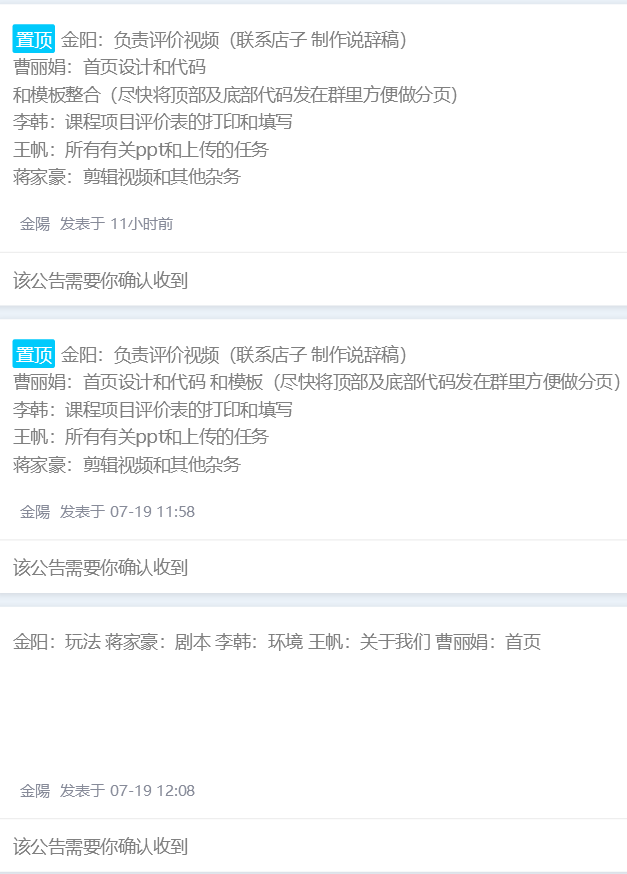 置顶 金阳：负责评价视频（联系店子 制作说辞稿）
曹丽娟：首页设计和代码
和模板整合（尽快将顶部及底部代码发在群里方便做分页）
李韩：课程项目评价表的打印和填写
王帆：所有有关ppt和上传的任务
蒋家豪：剪辑视频和其他杂务
金陽 发表于 11小时前
该公告需要你确认收到
置顶 金阳：负责评价视频（联系店子 制作说辞稿）
曹丽娟：首页设计和代码 和模板（尽快将顶部及底部代码发在群里方便做分页）
李韩：课程项目评价表的打印和填写
王帆：所有有关ppt和上传的任务
蒋家豪：剪辑视频和其他杂务
金陽 发表于 07-19 11:58
该公告需要你确认收到
金阳：玩法 蒋家豪：剧本 李韩：环境 王帆：关于我们 曹丽娟：首页
金陽 发表于 07-19 12:08
该公告需要你确认收到